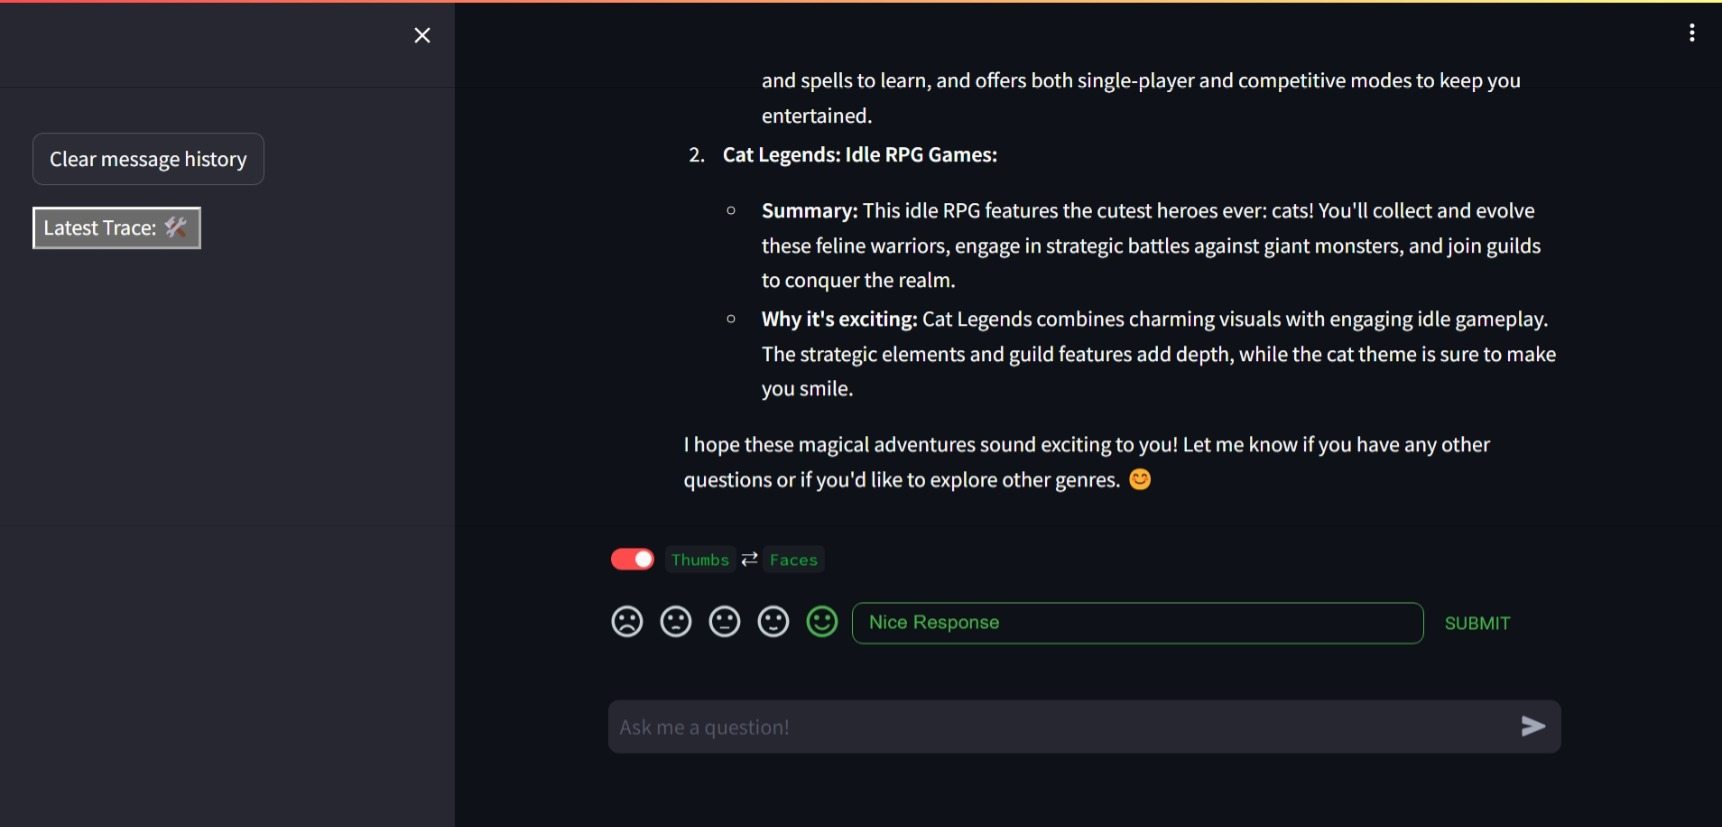 Clear message history
Latest Trace: 🛠
and spells to learn, and offers both single-player and competitive modes to keep you
entertained.
2. Cat Legends: Idle RPG Games:
○ Summary: This idle RPG features the cutest heroes ever: cats! You'll collect and evolve
these feline warriors, engage in strategic battles against giant monsters, and join guilds
to conquer the realm.
○ Why it's exciting: Cat Legends combines charming visuals with engaging idle gameplay.
The strategic elements and guild features add depth, while the cat theme is sure to make
you smile.
I hope these magical adventures sound exciting to you! Let me know if you have any other
questions or if you'd like to explore other genres. 😊
Thumbs ⇄ Faces
Nice Response SUBMIT
Ask me a question!